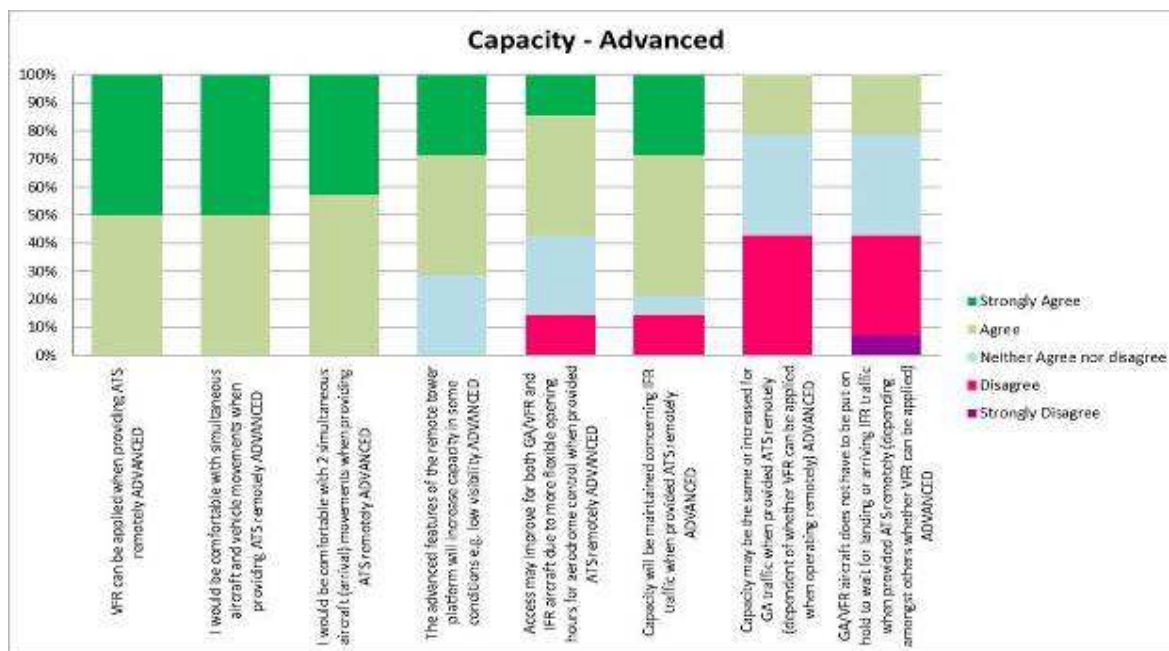 Capacity - Advanced
100%
90%
80%
70%
60%
50%
40%
30%
20%
10%
0%
Strongly Agree
Agree
Neither Agree nor disagree
Disagree
Strongly Disagree
VFR can be applied when providing ATS
remotely ADVANCED
I would be comfortable with simultaneous
aircraft and vehicle movements when
providing ATS remotely ADVANCED
I would be comfortable with 2 simultaneous
aircraft (arrival) movements when providing
ATS remotely ADVANCED
The advanced features of the remote tower
platform will increase capacity in some
conditions e.g. low visibility ADVANCED
Access may improve for both GA/VFR and
IFR aircraft due to more flexible opening
hours for aerodrome control when provided
ATS remotely ADVANCED
Capacity will be maintained concerning IFR
traffic when provided ATS remotely
ADVANCED
Capacity may be the same or increased for
GA traffic when provided ATS remotely
(dependent of whether VFR can be applied
when operating remotely) ADVANCED
GA/VFR aircraft does not have to be put on
hold to wait for landing or arriving IFR traffic
when provided ATS remotely (depending
amongst others whether VFR can be applied)
ADVANCED